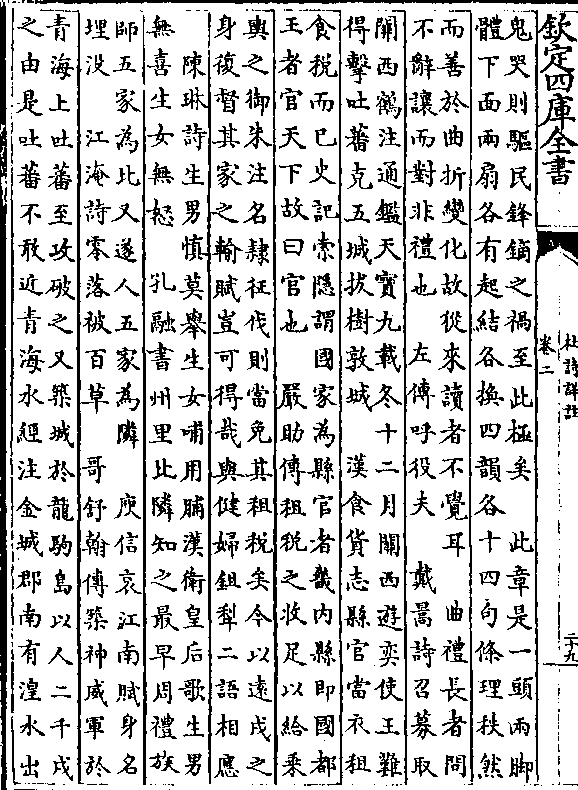 欽定四庫全書
杜詩詳註
卷二
二十九
鬼哭則驅民鋒鏑之禍至此極矣　此章是一頭兩脚
體下面兩扇各有起結各換四韻各十四句條理秩然
而善於曲折變化故從來讀者不覺耳　曲禮長者問
不辭讓而對非禮也　左傳呼役夫　戴暠詩召募取
關西鶴注通鑑天寶九載冬十二月關西遊奕使王難
得擊吐蕃克五城拔樹敦城　漢食貨志縣官當衣租
食税而已史記索隱謂國家為縣官者畿内縣即國都
王者官天下故曰官也　嚴助傳租税之收足以給乗
輿之御朱注名隸征伐則當免其租税矣今以遠戍之
身復督其家之輸賦豈可得哉與健婦鉏犁二語相應
陳琳詩生男慎莫舉生女哺用脯漢衛皇后歌生男
無喜生女無怒　孔融書州里比隣知之最早周禮族
師五家為比又遂人五家為隣　庾信哀江南賦身名
埋没　江淹詩零落被百草　哥舒翰傳築神威軍於
青海上吐蕃至攻破之又築城於龍駒島以人二千戍
之由是吐蕃不敢近青海水經注金城郡南有湟水出